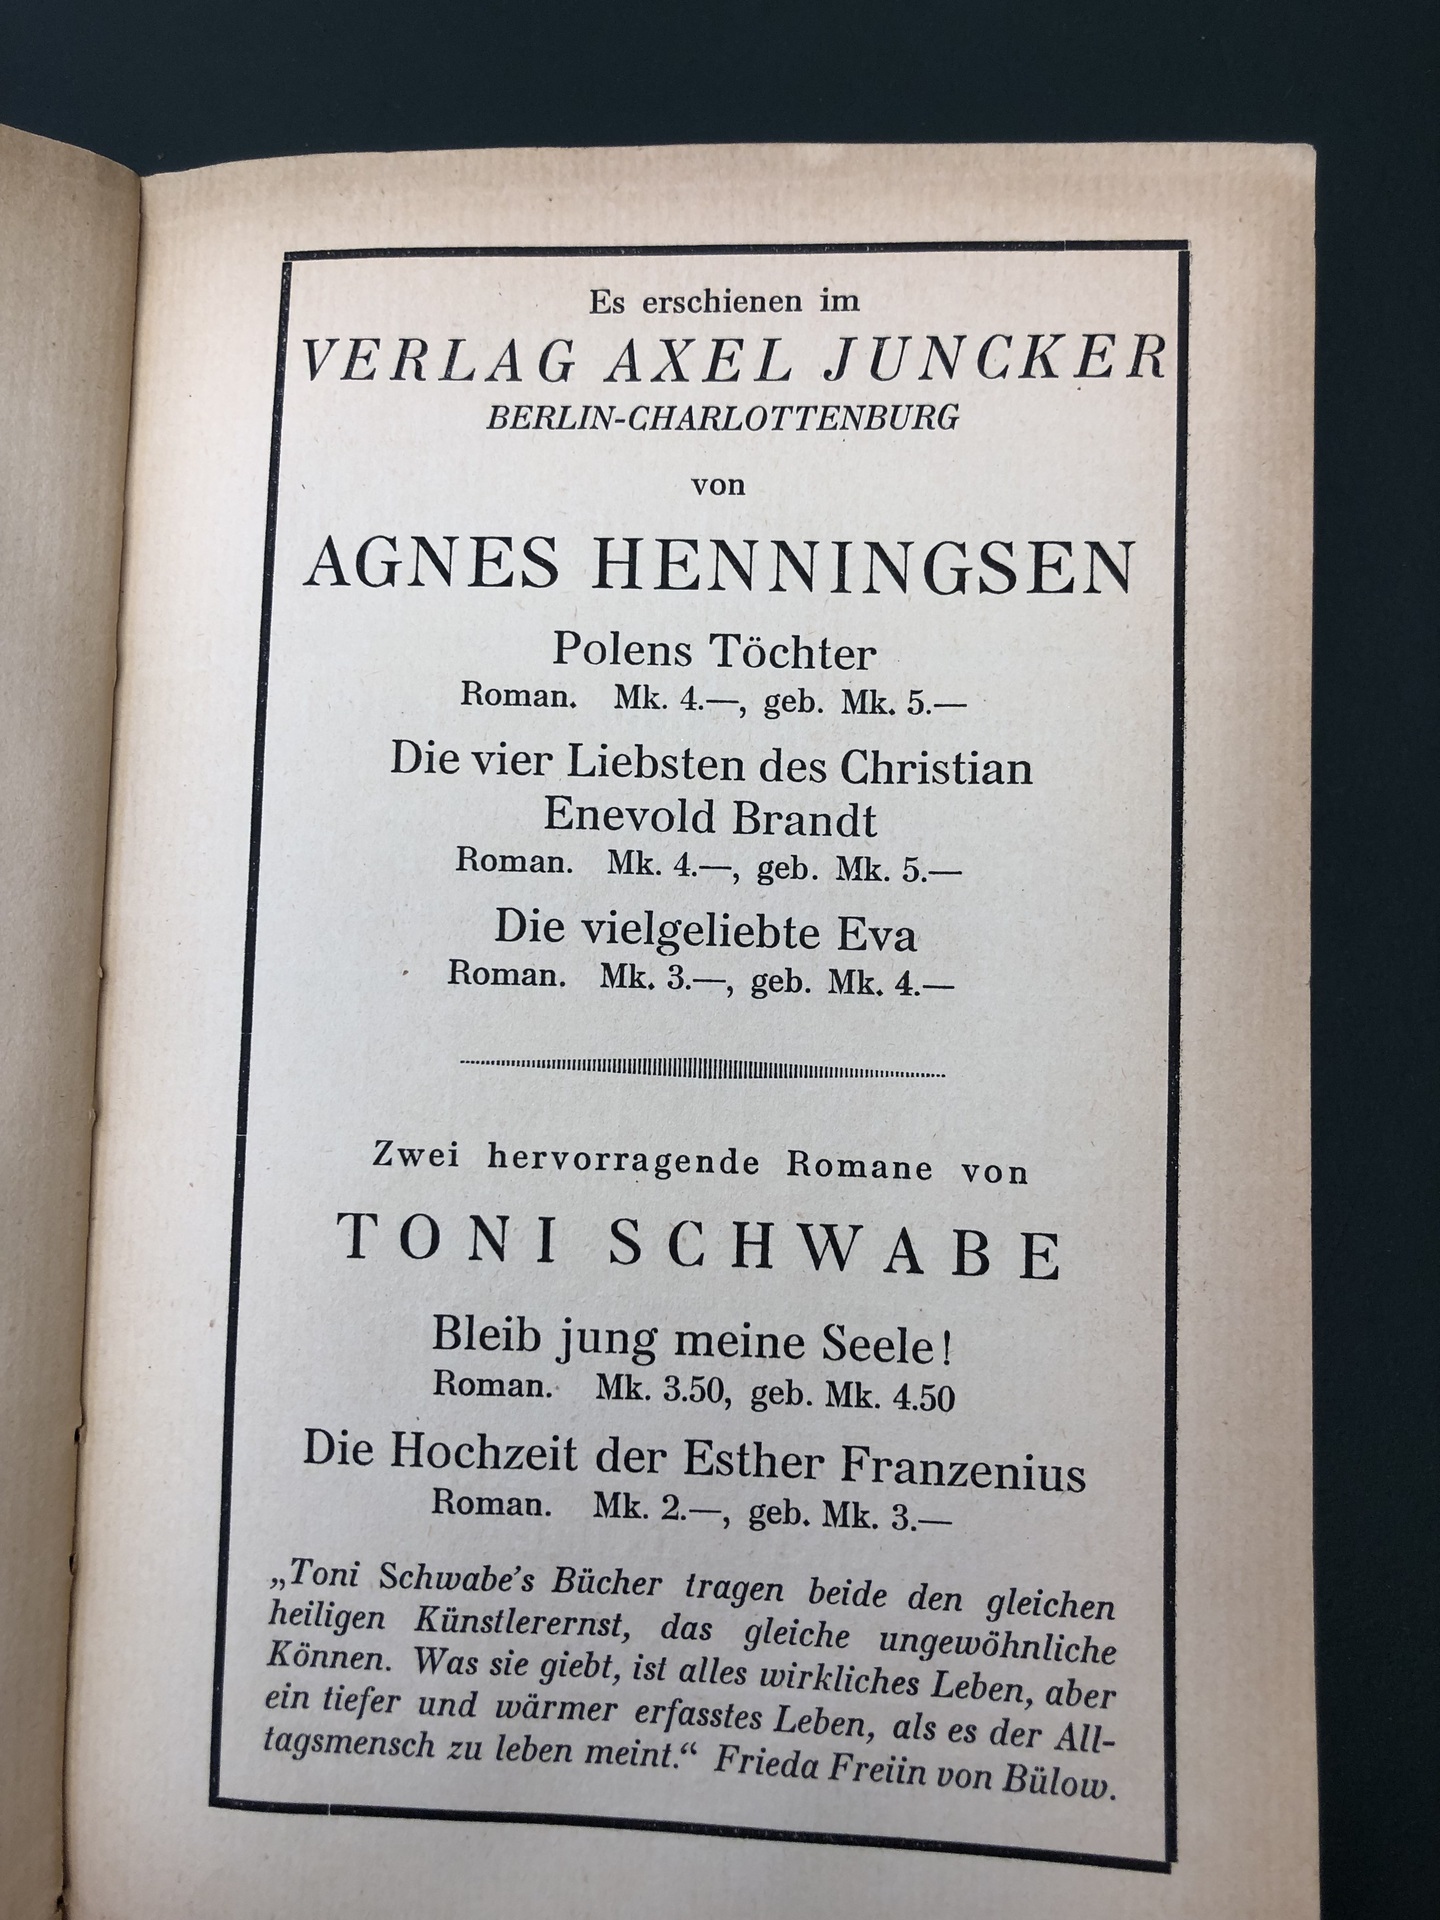 Es erschienen im
VERLAG AXEL JUNCKER
BERLIN-CHARLOTTENBURG
von
AGNES HENNINGSEN
Polens Töchter
Roman. Mk. 4.—, geb. Mk. 5.—
Die vier Liebsten des Christian
Enevold Brandt
Roman. Mk. 4.—, geb. Mk. 5.—
Die vielgeliebte Eva
Roman. Mk. 3.—, geb. Mk. 4.—
Zwei hervorragende Romane von
TONI SCHWABE
Bleib jung meine Seele!
Roman. Mk. 3.50, geb. Mk. 4.50
Die Hochzeit der Esther Franzenius
Roman. Mk. 2.—, geb. Mk. 3.—
„Toni Schwabe's Bücher tragen beide den gleichen
heiligen Künstlerernst, das gleiche ungewöhnliche
Können. Was sie giebt, ist alles wirkliches Leben, aber
ein tiefer und wärmer erfasstes Leben, als es der All-
tagsmensch zu leben meint.“ Frieda Freiin von Bülow.